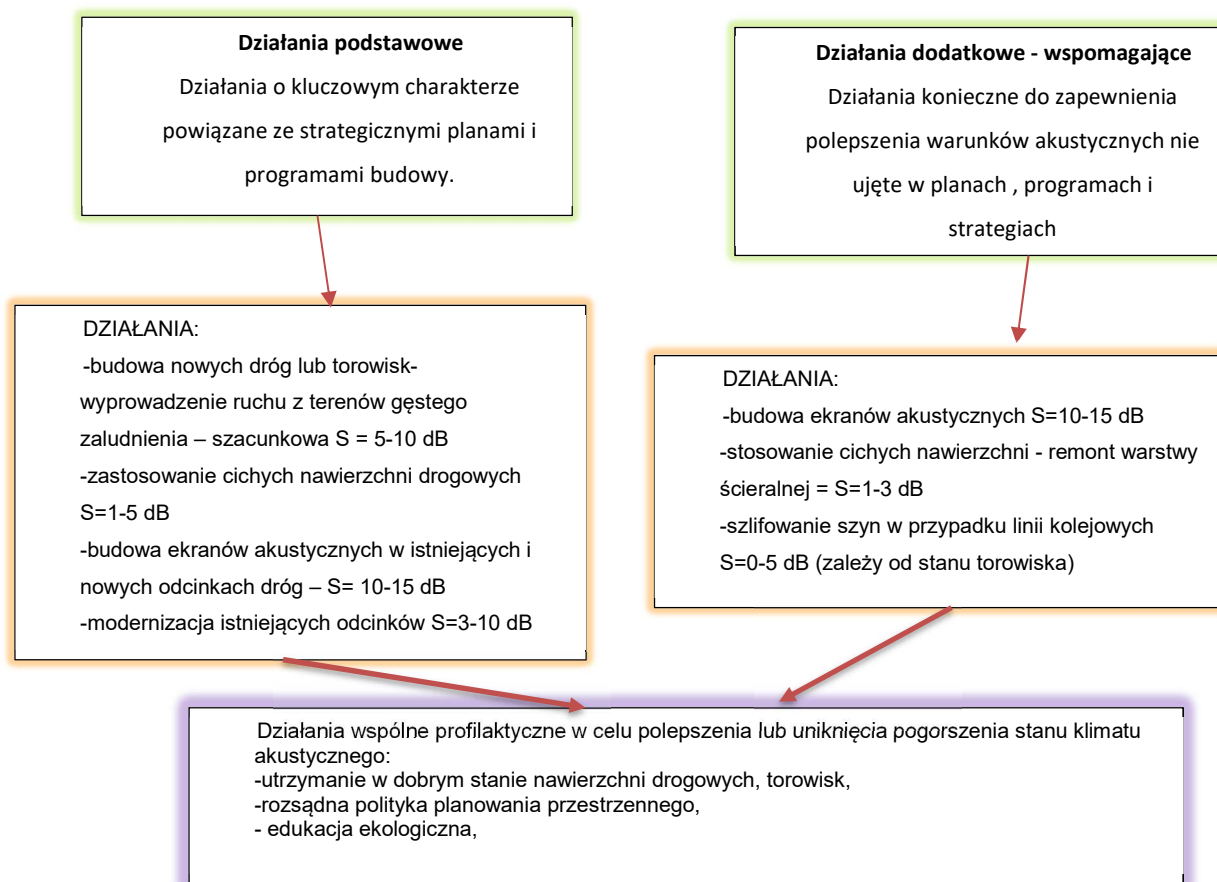 Działania podstawowe
Działania o kluczowym charakterze
powiązane ze strategicznymi planami i
programami budowy.
Działania dodatkowe - wspomagające
Działania konieczne do zapewnienia
polepszenia warunków akustycznych nie
ujęte w planach , programach i
strategiach
DZIAŁANIA:
-budowa nowych dróg lub torowisk-
wyprowadzenie ruchu z terenów gęstego
zaludnienia – szacunkowa S = 5-10 dB
-zastosowanie cichych nawierzchni drogowych
S=1-5 dB
-budowa ekranów akustycznych w istniejących i
nowych odcinkach dróg – S= 10-15 dB
-modernizacja istniejących odcinków S=3-10 dB
DZIAŁANIA:
-budowa ekranów akustycznych S=10-15 dB
-stosowanie cichych nawierzchni - remont warstwy
ścieralnej = S=1-3 dB
-szlifowanie szyn w przypadku linii kolejowych
S=0-5 dB (zależy od stanu torowiska)
Działania wspólne profilaktyczne w celu polepszenia lub uniknięcia pogorszenia stanu klimatu
akustycznego:
-utrzymanie w dobrym stanie nawierzchni drogowych, torowisk,
-rozsądna polityka planowania przestrzennego,
- edukacja ekologiczna,